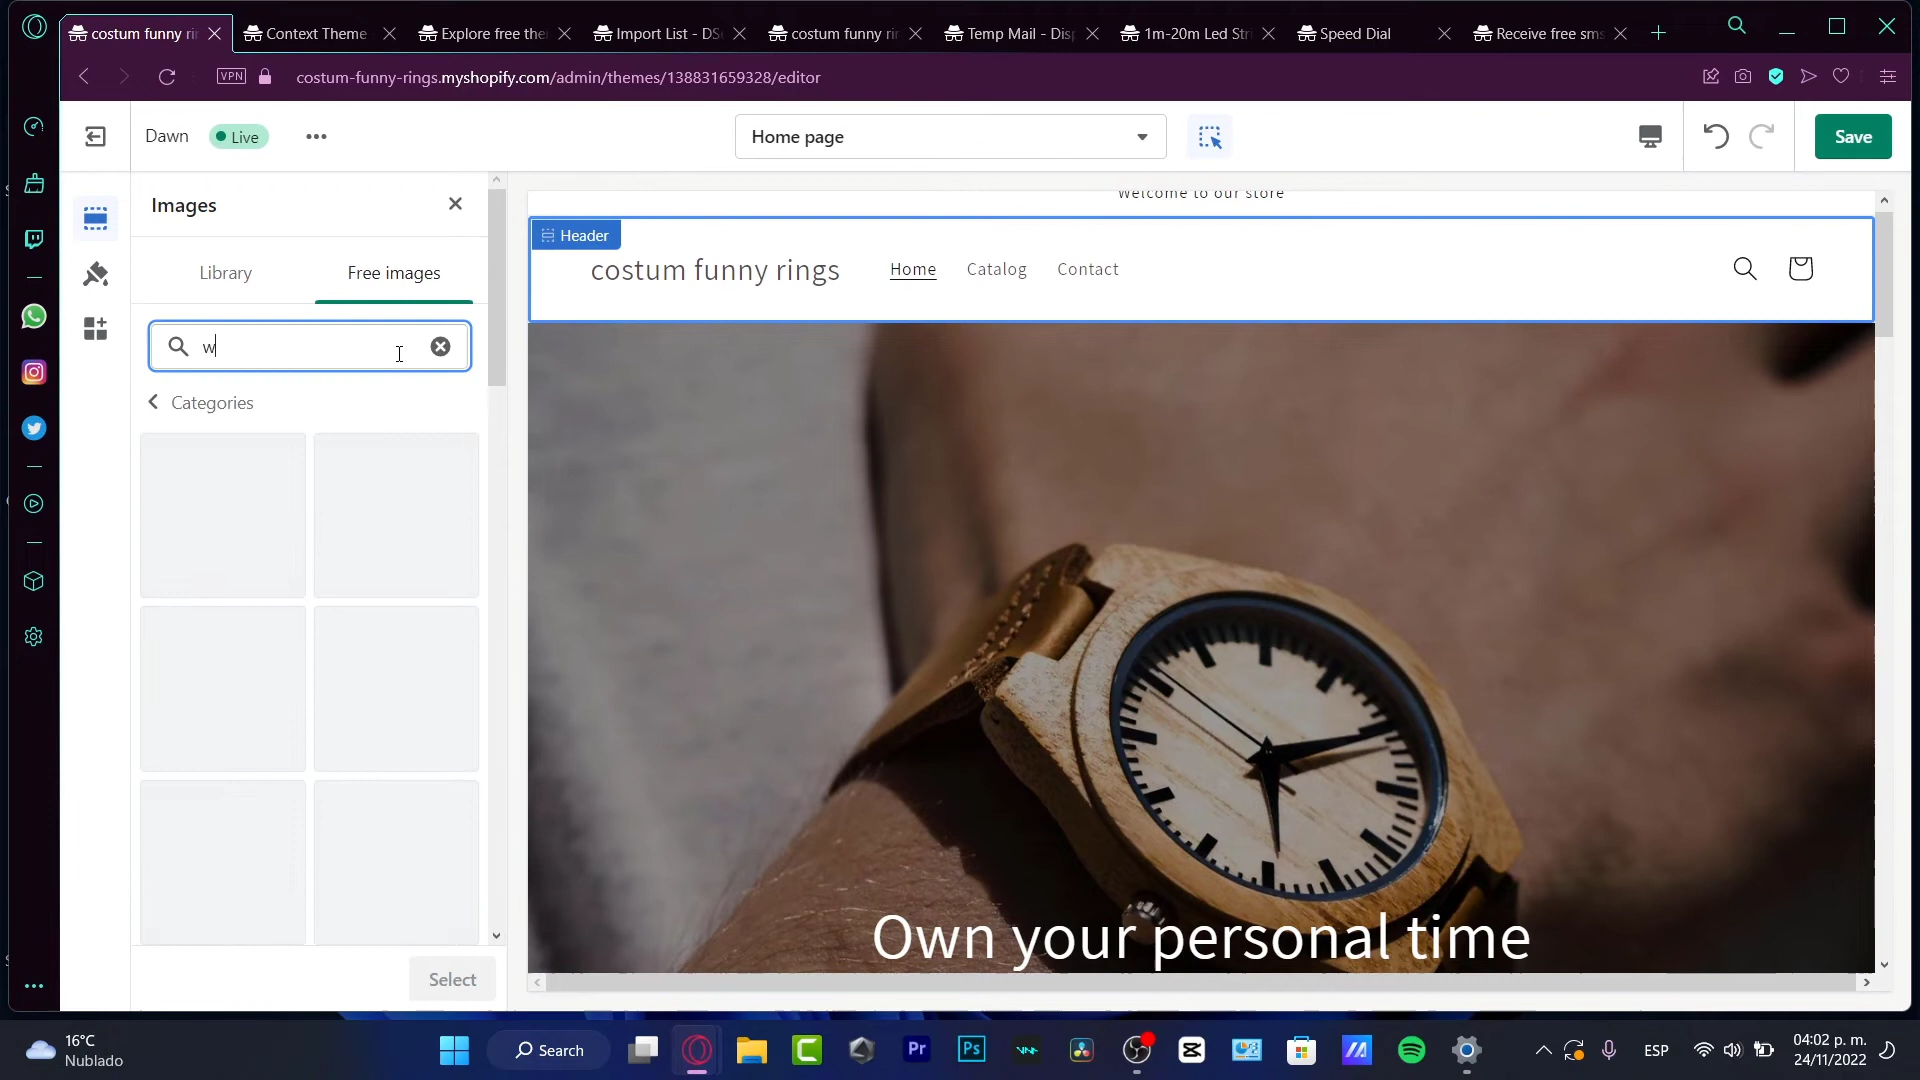 costum funny ri
Context Theme
Explore free the
Import List - DS
costum funny ri
Temp Mail - Dis
1m-20m Led Stri
Speed Dial
Receive free sms
VPN
costum-funny-rings.myshopify.com/admin/themes/138831659328/editor
Dawn
Live
Home page
Save
Images
Library
Free images
w
Categories
Select
Welcome to our store
Header
costum funny rings
Home
Catalog
Contact
Own your personal time
16°C
Nublado
Search
Pr
Ps
ESP
04:02 p. m.
24/11/2022